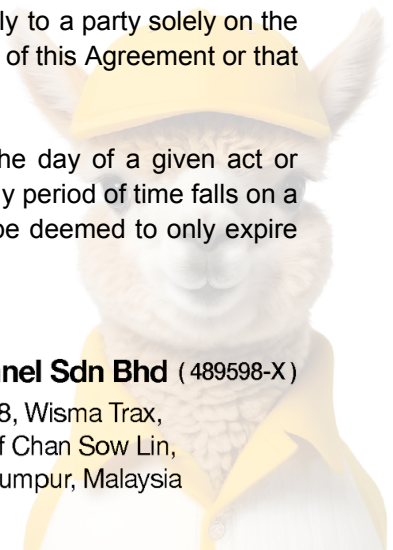 ly to a party solely on the
of this Agreement or that
he day of a given act or
y period of time falls on a
be deemed to only expire
nel Sdn Bhd (489598-X)
8, Wisma Trax,
f Chan Sow Lin,
umpur, Malaysia